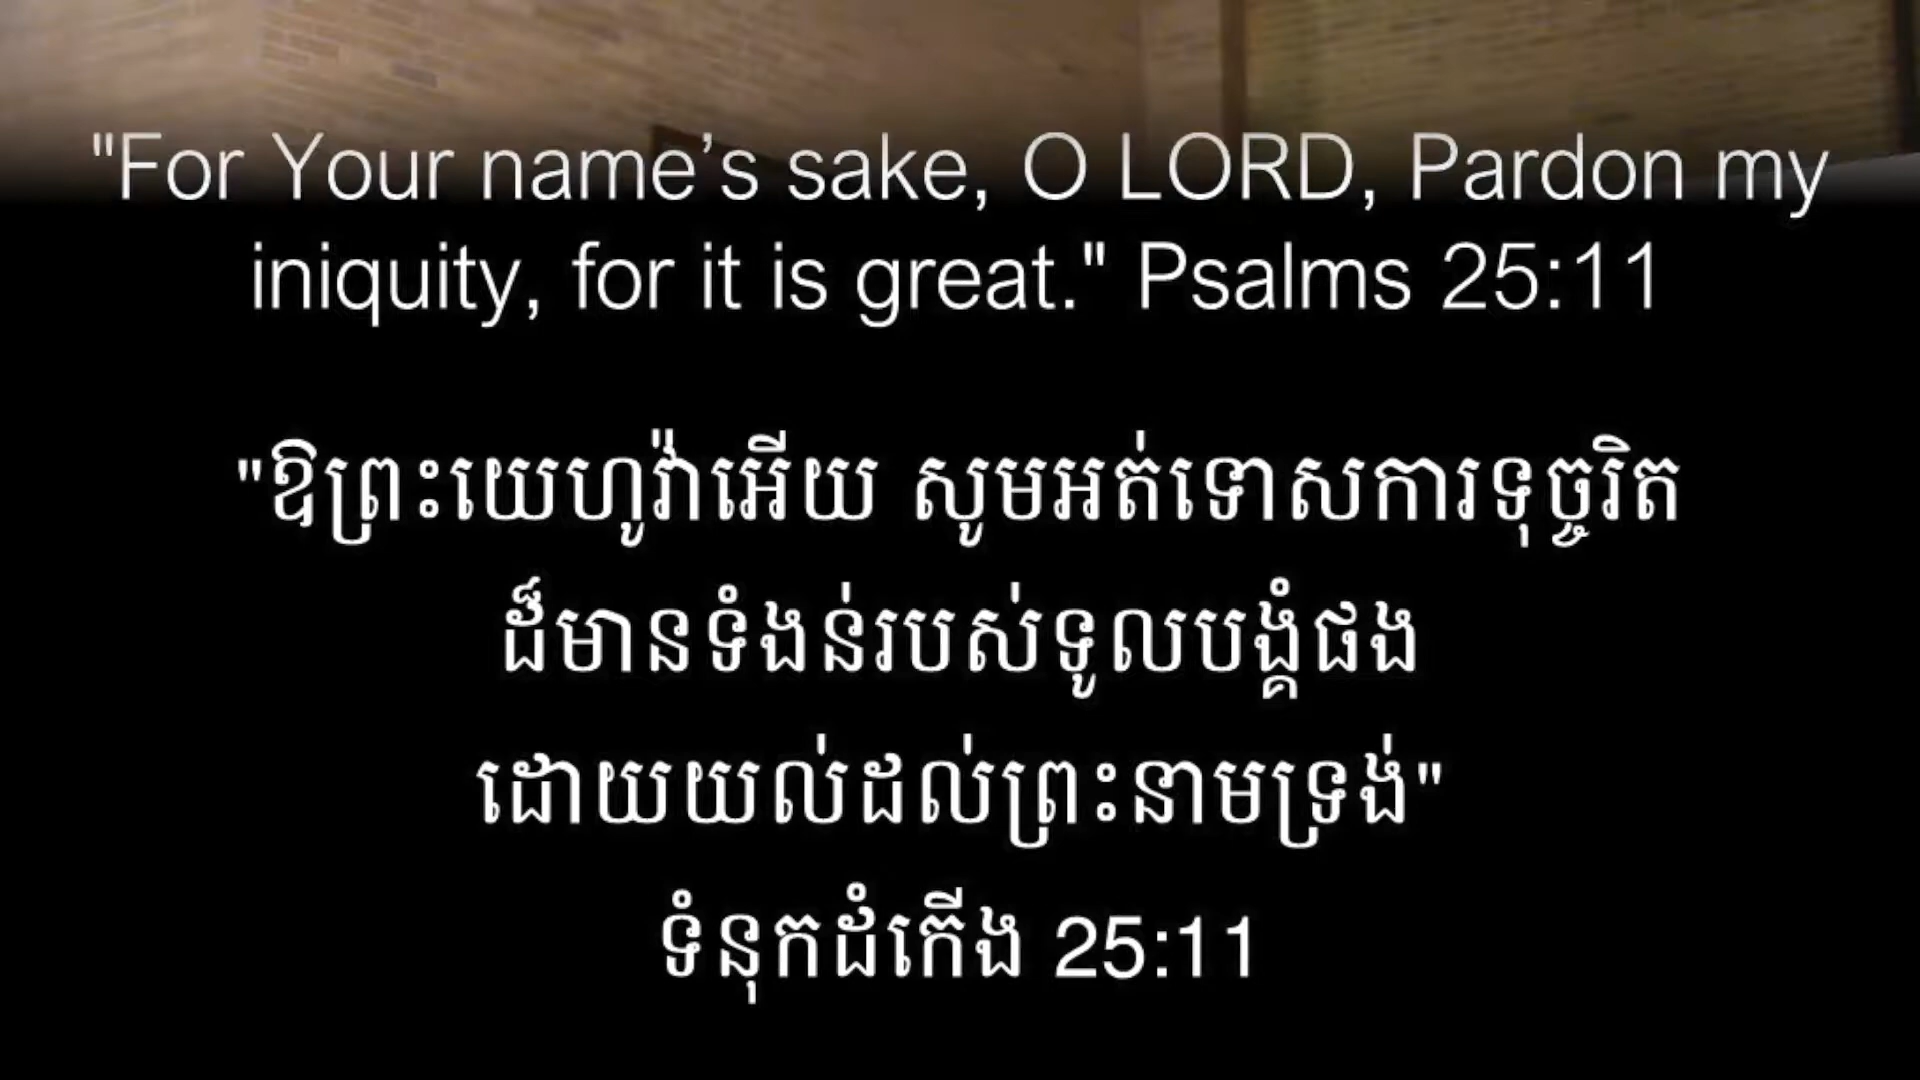 "For Your name’s sake, O LORD, Pardon my
iniquity, for it is great." Psalms 25:11
"ឱព្រះយេហូវ៉ាអើយ សូមអត់ទោសការទុច្ចរិត
ដ៏មានទំងន់របស់ទូលបង្គំផង
ដោយយល់ដល់ព្រះនាមទ្រង់"
ទំនុកដំកើង 25:11